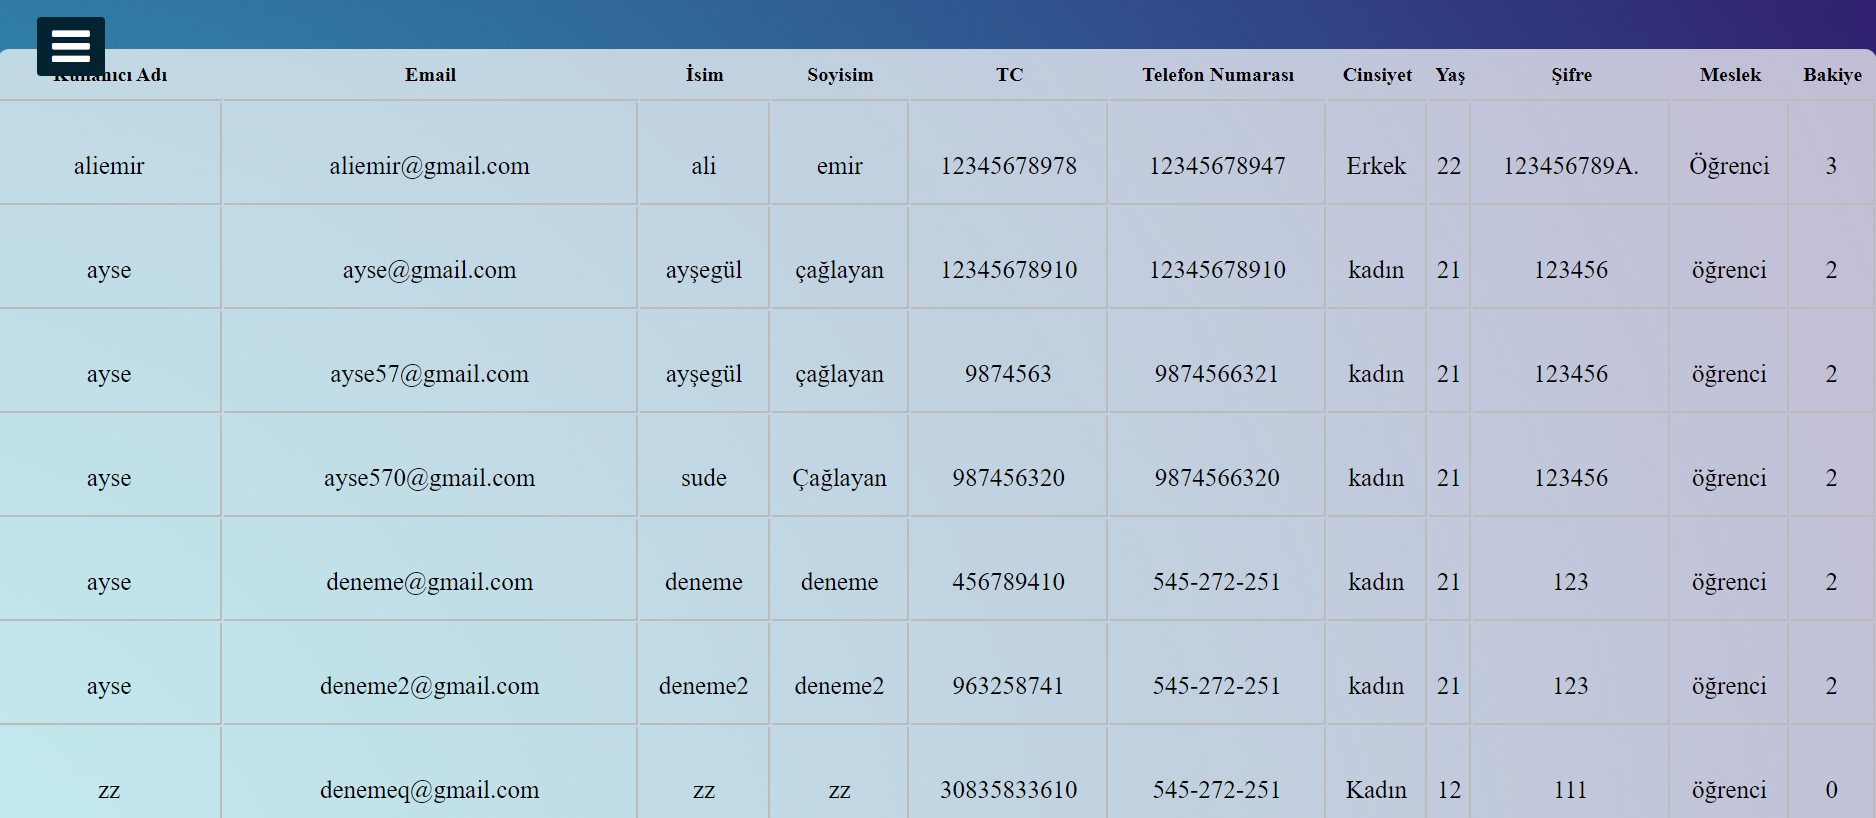 Kullanıcı Adı Email İsim Soyisim TC Telefon Numarası Cinsiyet Yaş Şifre Meslek Bakiye
aliemir aliemir@gmail.com ali emir 12345678978 12345678947 Erkek 22 123456789A. Öğrenci 3
ayse ayse@gmail.com ayşegül çağlayan 12345678910 12345678910 kadın 21 123456 öğrenci 2
ayse ayse57@gmail.com ayşegül çağlayan 9874563 9874566321 kadın 21 123456 öğrenci 2
ayse ayse570@gmail.com sude Çağlayan 987456320 9874566320 kadın 21 123456 öğrenci 2
ayse deneme@gmail.com deneme deneme 456789410 545-272-251 kadın 21 123 öğrenci 2
ayse deneme2@gmail.com deneme2 deneme2 963258741 545-272-251 kadın 21 123 öğrenci 2
zz denemeq@gmail.com zz zz 30835833610 545-272-251 Kadın 12 111 öğrenci 0